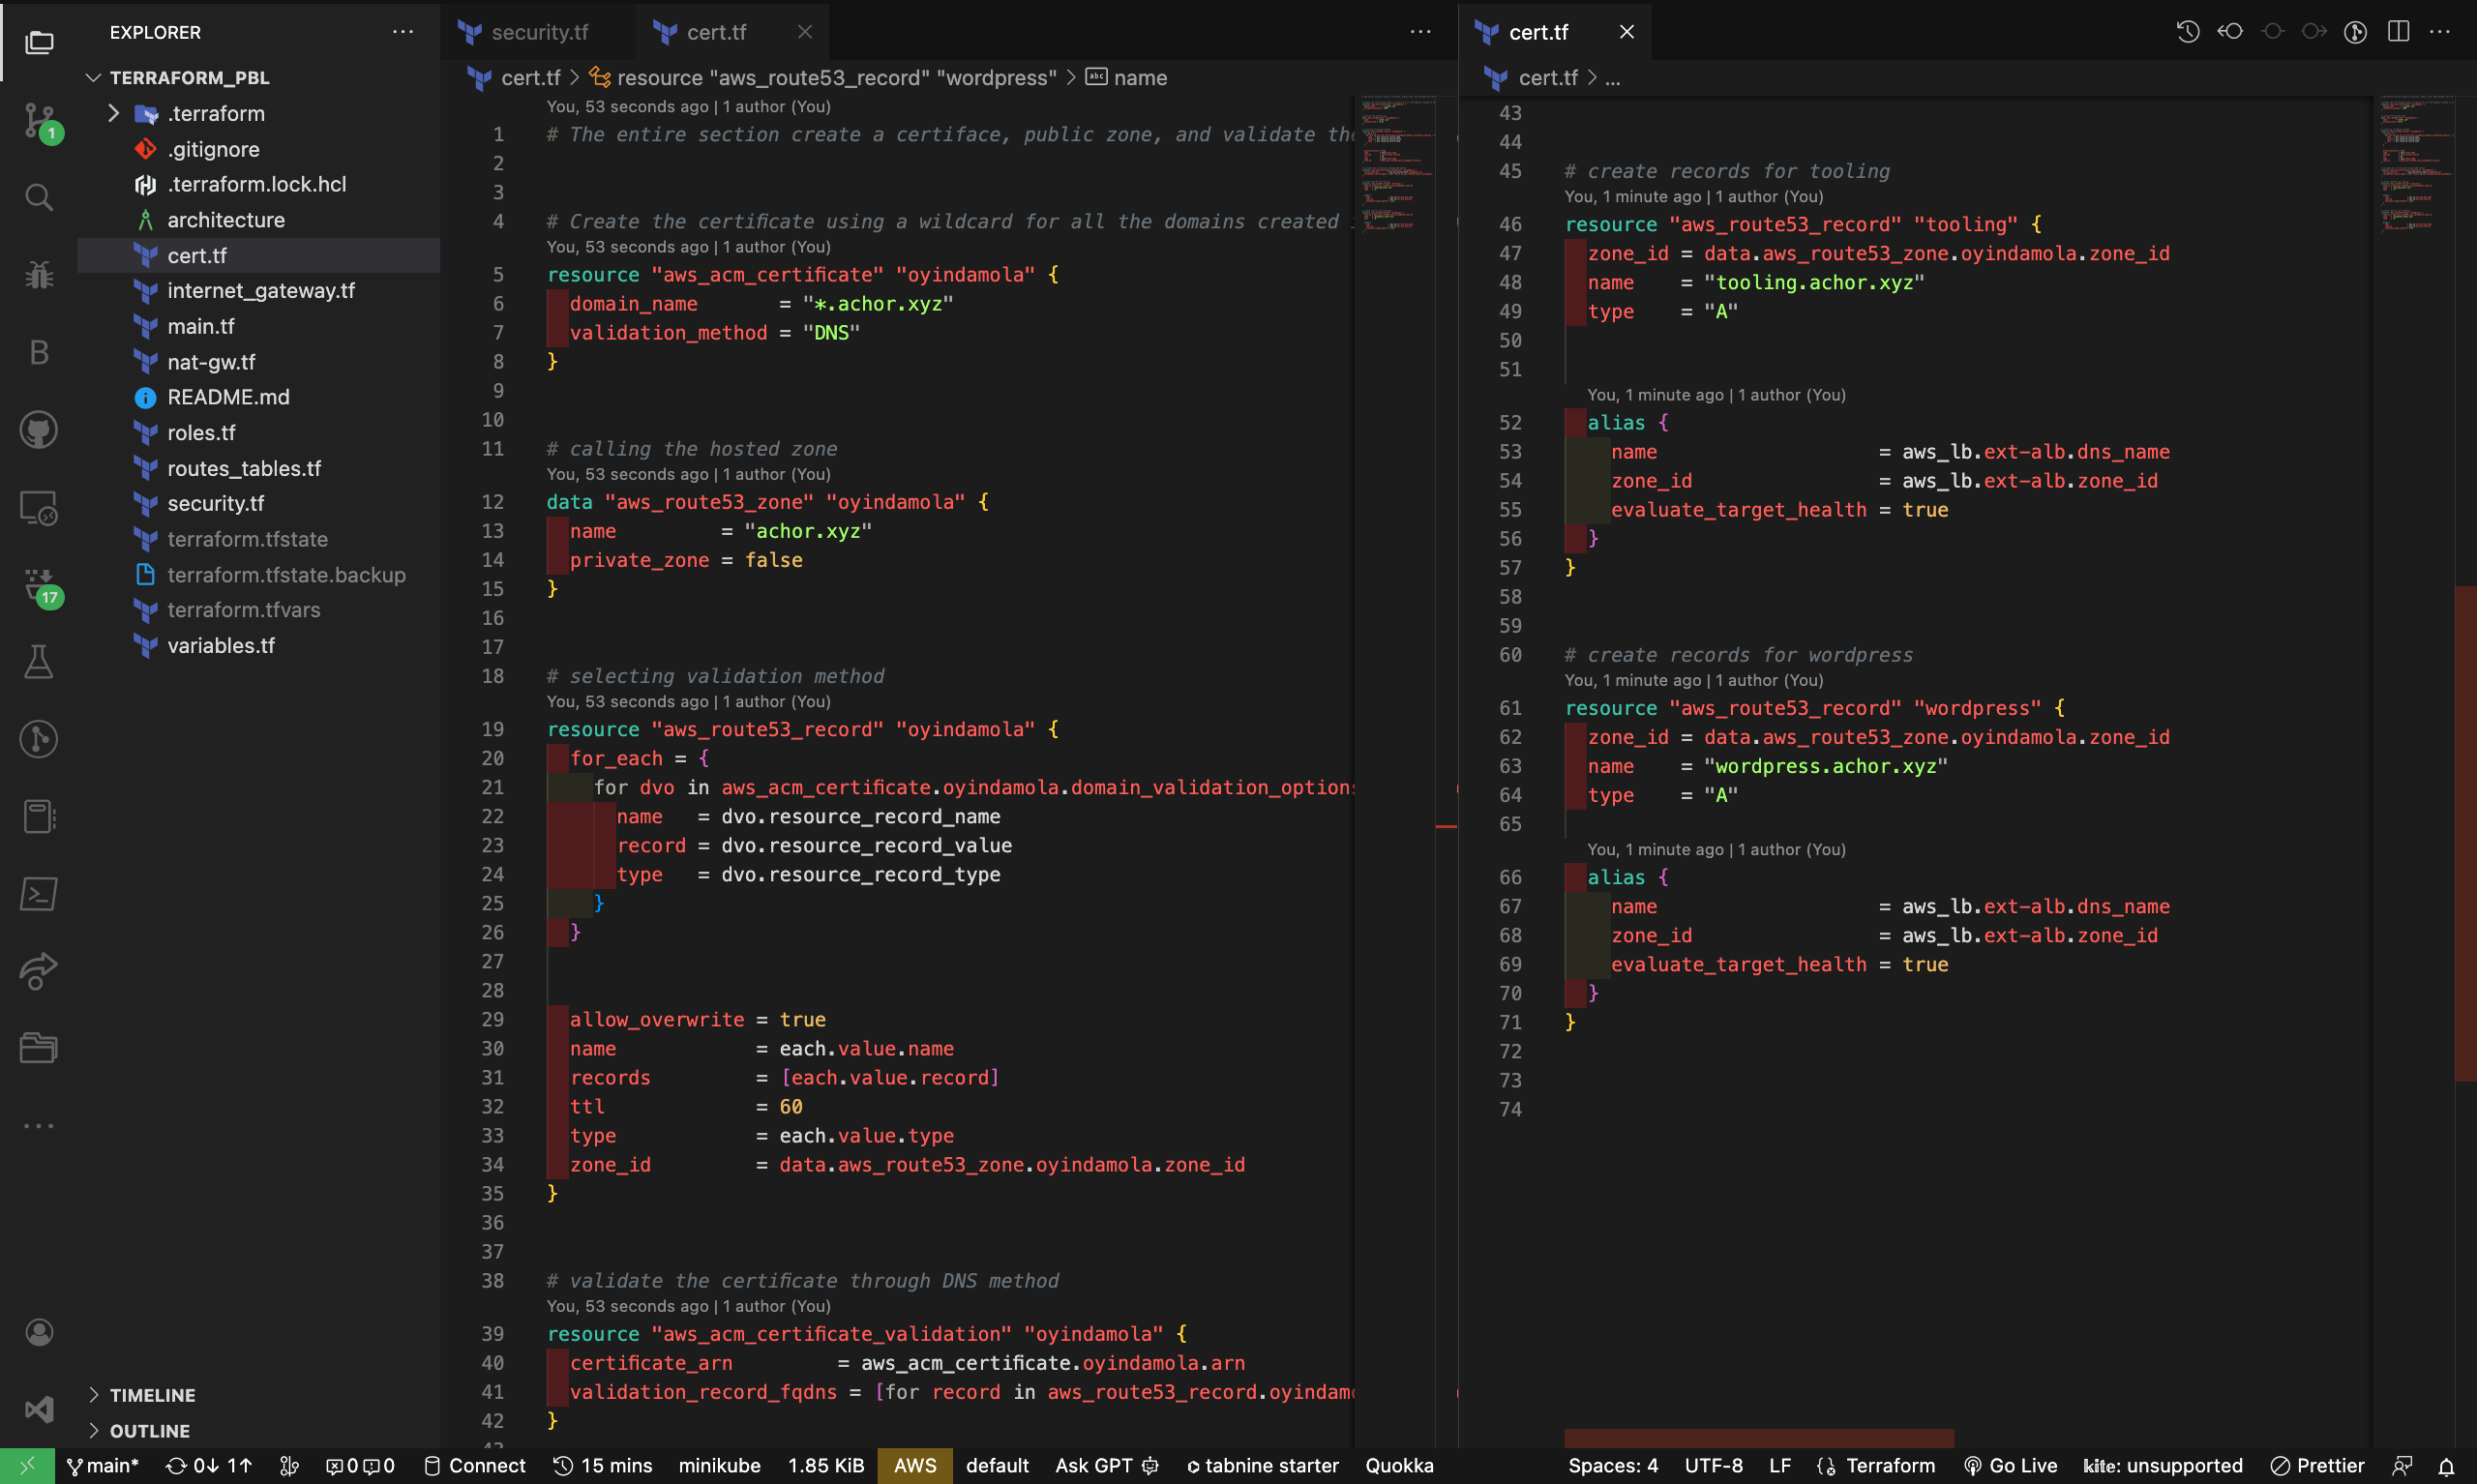 EXPLORER
TERRAFORM_PBL
.terraform
.gitignore
.terraform.lock.hcl
architecture
cert.tf
internet_gateway.tf
main.tf
nat-gw.tf
README.md
roles.tf
routes_tables.tf
security.tf
terraform.tfstate
terraform.tfstate.backup
terraform.tfvars
variables.tf
TIMELINE
OUTLINE
1
B
17
security.tf
cert.tf
cert.tf > resource "aws_route53_record" "wordpress" > abc name
You, 53 seconds ago | 1 author (You)
1 # The entire section create a certiface, public zone, and validate the
2
3
4 # Create the certificate using a wildcard for all the domains created
You, 53 seconds ago | 1 author (You)
5 resource "aws_acm_certificate" "oyindamola" {
6 domain_name = "*.achor.xyz"
7 validation_method = "DNS"
8 }
9
10
11 # calling the hosted zone
You, 53 seconds ago | 1 author (You)
12 data "aws_route53_zone" "oyindamola" {
13 name = "achor.xyz"
14 private_zone = false
15 }
16
17
18 # selecting validation method
You, 53 seconds ago | 1 author (You)
19 resource "aws_route53_record" "oyindamola" {
20 for_each = {
21 for dvo in aws_acm_certificate.oyindamola.domain_validation_options
22 name = dvo.resource_record_name
23 record = dvo.resource_record_value
24 type = dvo.resource_record_type
25 }
26 }
27
28
29 allow_overwrite = true
30 name = each.value.name
31 records = [each.value.record]
32 ttl = 60
33 type = each.value.type
34 zone_id = data.aws_route53_zone.oyindamola.zone_id
35 }
36
37
38 # validate the certificate through DNS method
You, 53 seconds ago | 1 author (You)
39 resource "aws_acm_certificate_validation" "oyindamola" {
40 certificate_arn = aws_acm_certificate.oyindamola.arn
41 validation_record_fqdns = [for record in aws_route53_record.oyindamo
42 }
cert.tf
cert.tf > ...
43
44
45 # create records for tooling
You, 1 minute ago | 1 author (You)
46 resource "aws_route53_record" "tooling" {
47 zone_id = data.aws_route53_zone.oyindamola.zone_id
48 name = "tooling.achor.xyz"
49 type = "A"
50
51
You, 1 minute ago | 1 author (You)
52 alias {
53 name = aws_lb.ext-alb.dns_name
54 zone_id = aws_lb.ext-alb.zone_id
55 evaluate_target_health = true
56 }
57 }
58
59
60 # create records for wordpress
You, 1 minute ago | 1 author (You)
61 resource "aws_route53_record" "wordpress" {
62 zone_id = data.aws_route53_zone.oyindamola.zone_id
63 name = "wordpress.achor.xyz"
64 type = "A"
65
You, 1 minute ago | 1 author (You)
66 alias {
67 name = aws_lb.ext-alb.dns_name
68 zone_id = aws_lb.ext-alb.zone_id
69 evaluate_target_health = true
70 }
71 }
72
73
74
main* 0↓ 1↑ 0 0 Connect 15 mins minikube 1.85 KiB AWS default Ask GPT tabnine starter Quokka Spaces: 4 UTF-8 LF Terraform Go Live kite: unsupported Prettier